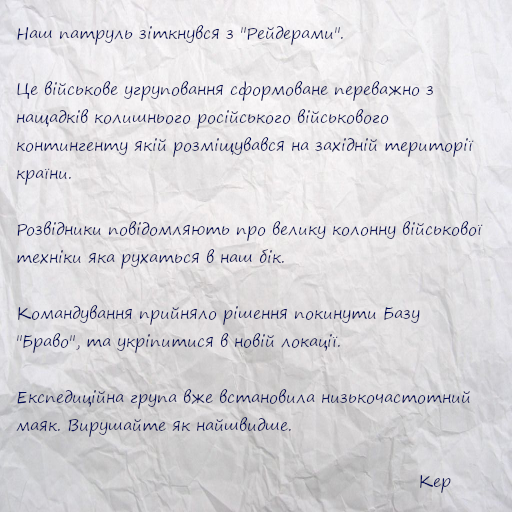 Наш патруль зіткнувся з "Рейдерами".
Це військове угруповання сформоване переважно з
нащадків колишнього російського військового
контингенту якій розміщувався на західній території
країни.
Розвідники повідомляють про велику колонну військової
техніки яка рухаться в наш бік.
Командування прийняло рішення покинути Базу
"Браво", та укріпитися в новій локації.
Експедиційна група вже встановила низькочастотний
маяк. Вирушайте як найшвидше.
Кер